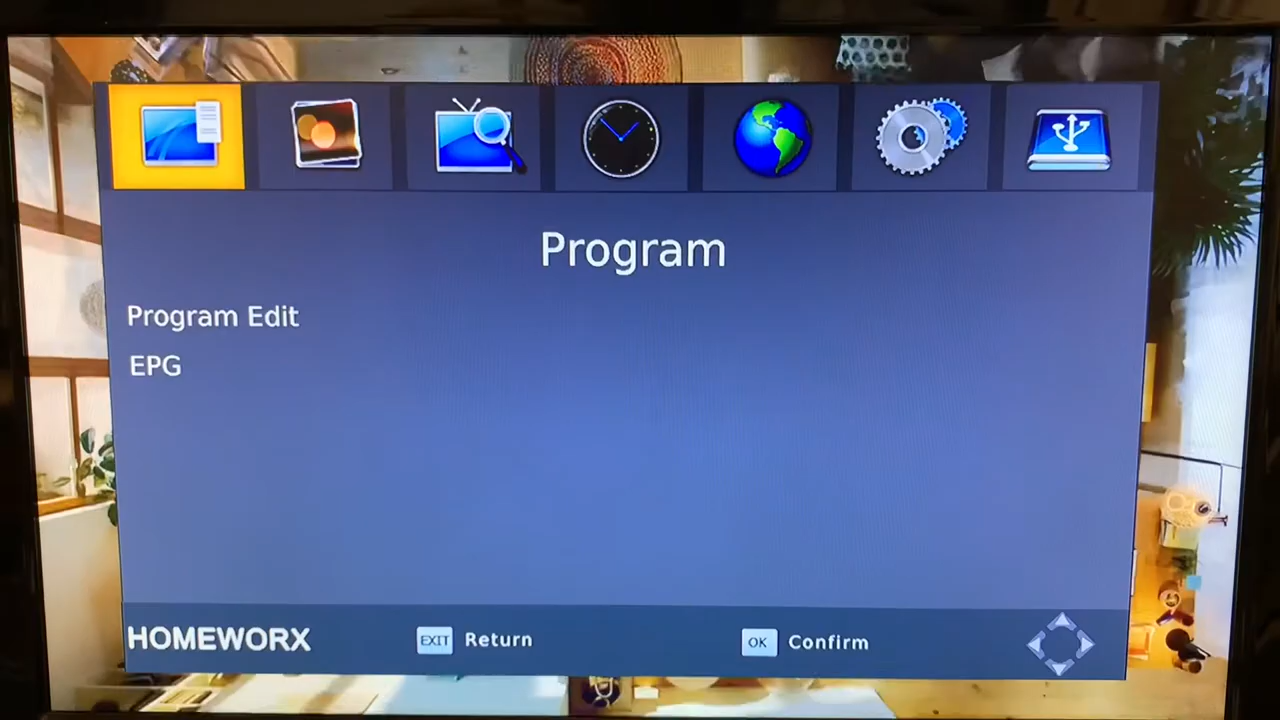 Program
Program Edit
EPG
HOMEWORX
EXIT Return
OK Confirm